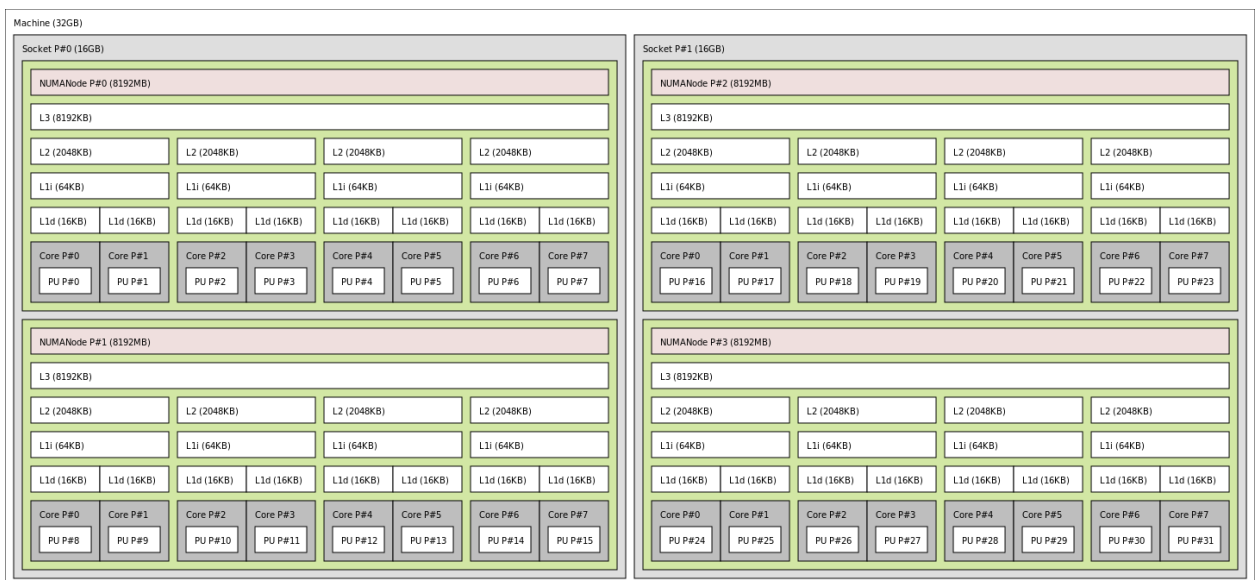 Machine (32GB)
Socket P#0 (16GB)
NUMANode P#0 (8192MB)
L3 (8192KB)
L2 (2048KB) L2 (2048KB) L2 (2048KB) L2 (2048KB)
L1i (64KB) L1i (64KB) L1i (64KB) L1i (64KB)
L1d (16KB) L1d (16KB) L1d (16KB) L1d (16KB) L1d (16KB) L1d (16KB) L1d (16KB) L1d (16KB)
Core P#0 Core P#1 Core P#2 Core P#3 Core P#4 Core P#5 Core P#6 Core P#7
PU P#0 PU P#1 PU P#2 PU P#3 PU P#4 PU P#5 PU P#6 PU P#7
NUMANode P#1 (8192MB)
L3 (8192KB)
L2 (2048KB) L2 (2048KB) L2 (2048KB) L2 (2048KB)
L1i (64KB) L1i (64KB) L1i (64KB) L1i (64KB)
L1d (16KB) L1d (16KB) L1d (16KB) L1d (16KB) L1d (16KB) L1d (16KB) L1d (16KB) L1d (16KB)
Core P#0 Core P#1 Core P#2 Core P#3 Core P#4 Core P#5 Core P#6 Core P#7
PU P#8 PU P#9 PU P#10 PU P#11 PU P#12 PU P#13 PU P#14 PU P#15
Socket P#1 (16GB)
NUMANode P#2 (8192MB)
L3 (8192KB)
L2 (2048KB) L2 (2048KB) L2 (2048KB) L2 (2048KB)
L1i (64KB) L1i (64KB) L1i (64KB) L1i (64KB)
L1d (16KB) L1d (16KB) L1d (16KB) L1d (16KB) L1d (16KB) L1d (16KB) L1d (16KB) L1d (16KB)
Core P#0 Core P#1 Core P#2 Core P#3 Core P#4 Core P#5 Core P#6 Core P#7
PU P#16 PU P#17 PU P#18 PU P#19 PU P#20 PU P#21 PU P#22 PU P#23
NUMANode P#3 (8192MB)
L3 (8192KB)
L2 (2048KB) L2 (2048KB) L2 (2048KB) L2 (2048KB)
L1i (64KB) L1i (64KB) L1i (64KB) L1i (64KB)
L1d (16KB) L1d (16KB) L1d (16KB) L1d (16KB) L1d (16KB) L1d (16KB) L1d (16KB) L1d (16KB)
Core P#0 Core P#1 Core P#2 Core P#3 Core P#4 Core P#5 Core P#6 Core P#7
PU P#24 PU P#25 PU P#26 PU P#27 PU P#28 PU P#29 PU P#30 PU P#31